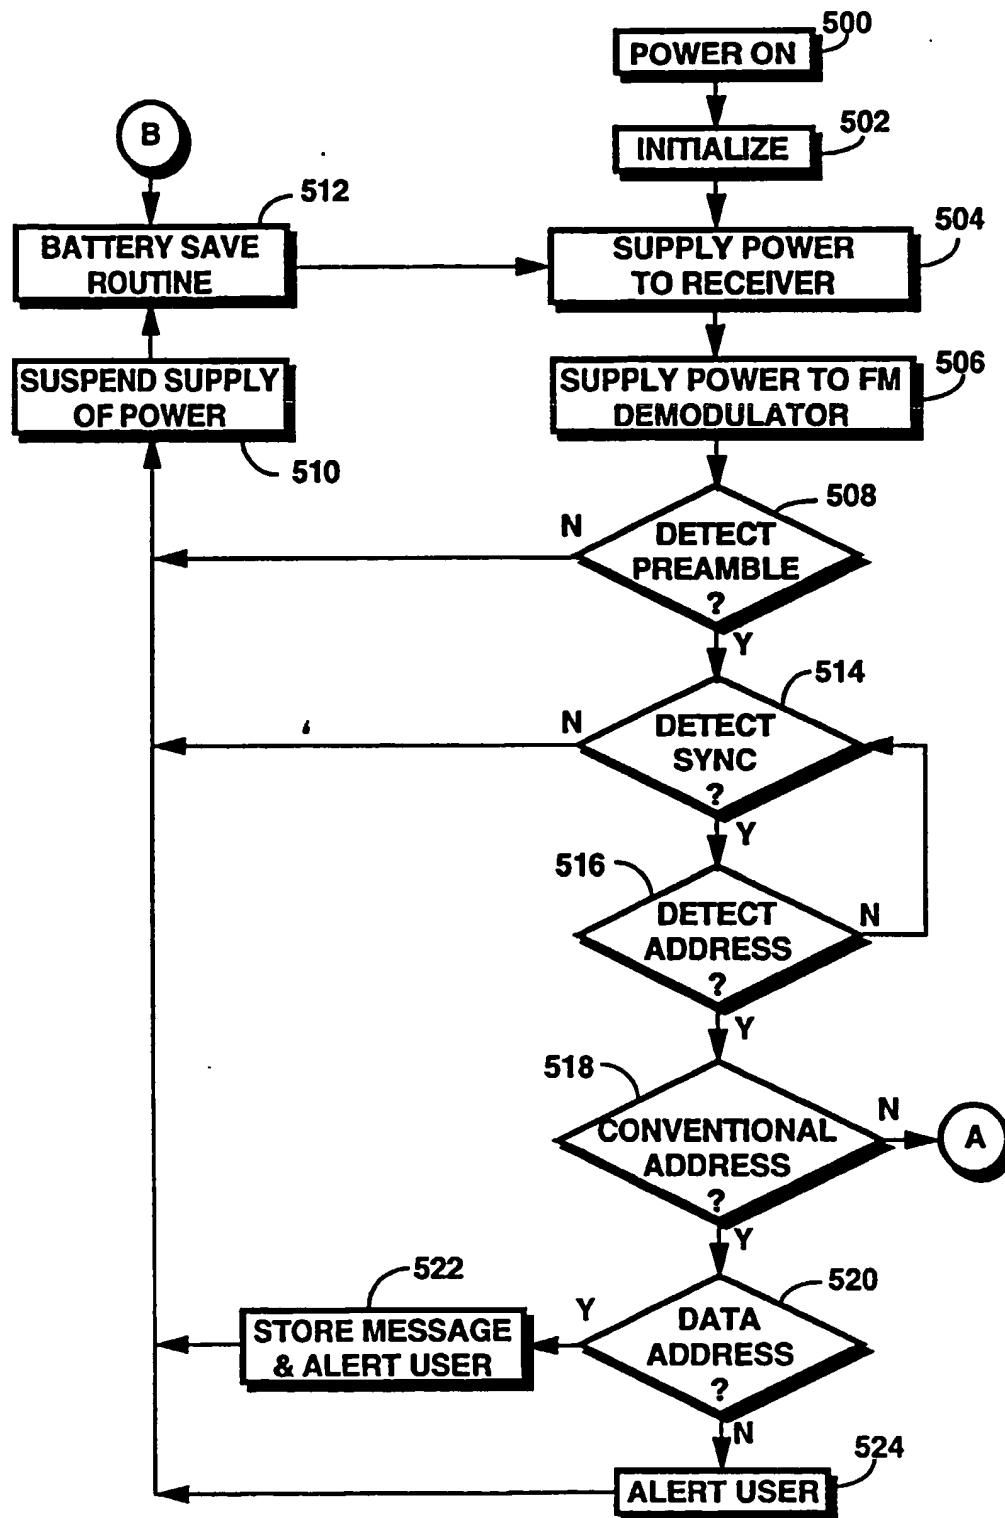 500
POWER ON
502
INITIALIZE
B
512
BATTERY SAVE
ROUTINE
504
SUPPLY POWER
TO RECEIVER
SUSPEND SUPPLY
OF POWER
510
506
SUPPLY POWER TO FM
DEMODULATOR
508
N
DETECT
PREAMBLE
?
Y
514
N
DETECT
SYNC
?
Y
516
DETECT
ADDRESS
?
N
Y
518
CONVENTIONAL
ADDRESS
?
N
A
Y
520
DATA
ADDRESS
?
Y
522
STORE MESSAGE
& ALERT USER
N
524
ALERT USER